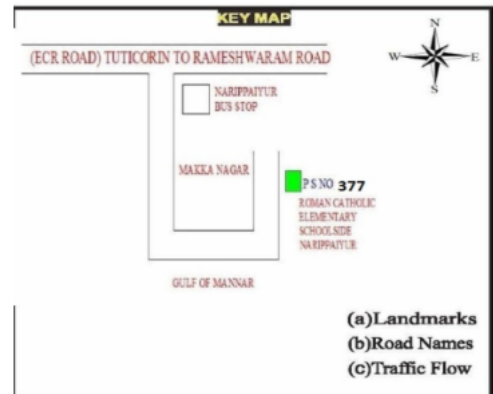 KEY MAP
N
(ECR ROAD) TUTICORIN TO RAMESHWARAM ROAD
W E
S
NARIPPAIYUR
BUS STOP
MAKKA NAGAR
P S NO 377
ROMAN CATHOLIC
ELEMENTARY
SCHOOLSIDE
NARIPPAIYUR
GULF OF MANNAR
(a)Landmarks
(b)Road Names
(c)Traffic Flow